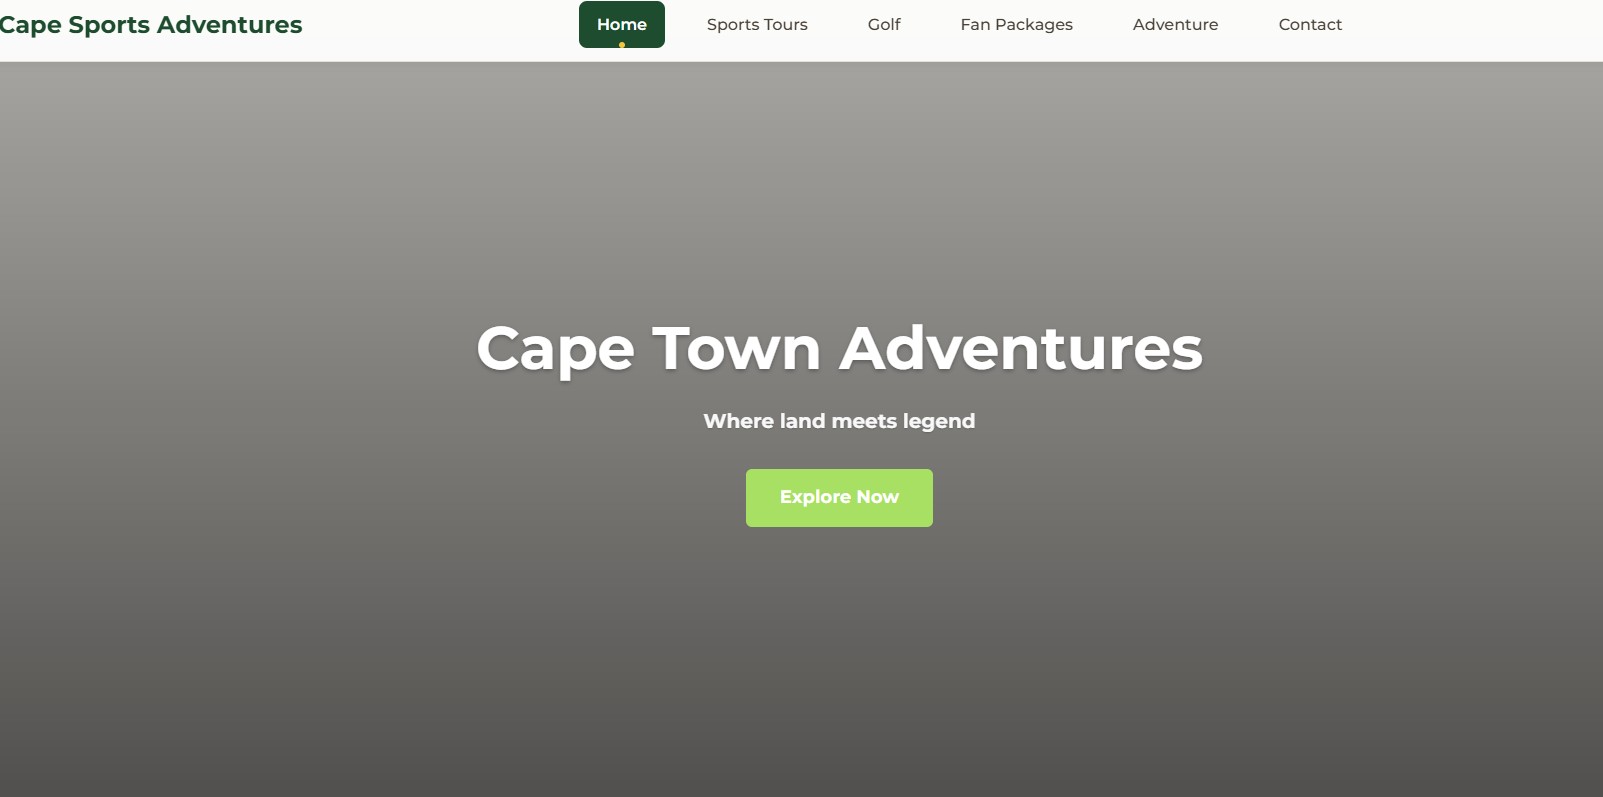 Cape Sports Adventures
Home
Sports Tours
Golf
Fan Packages
Adventure
Contact
Cape Town Adventures
Where land meets legend
Explore Now